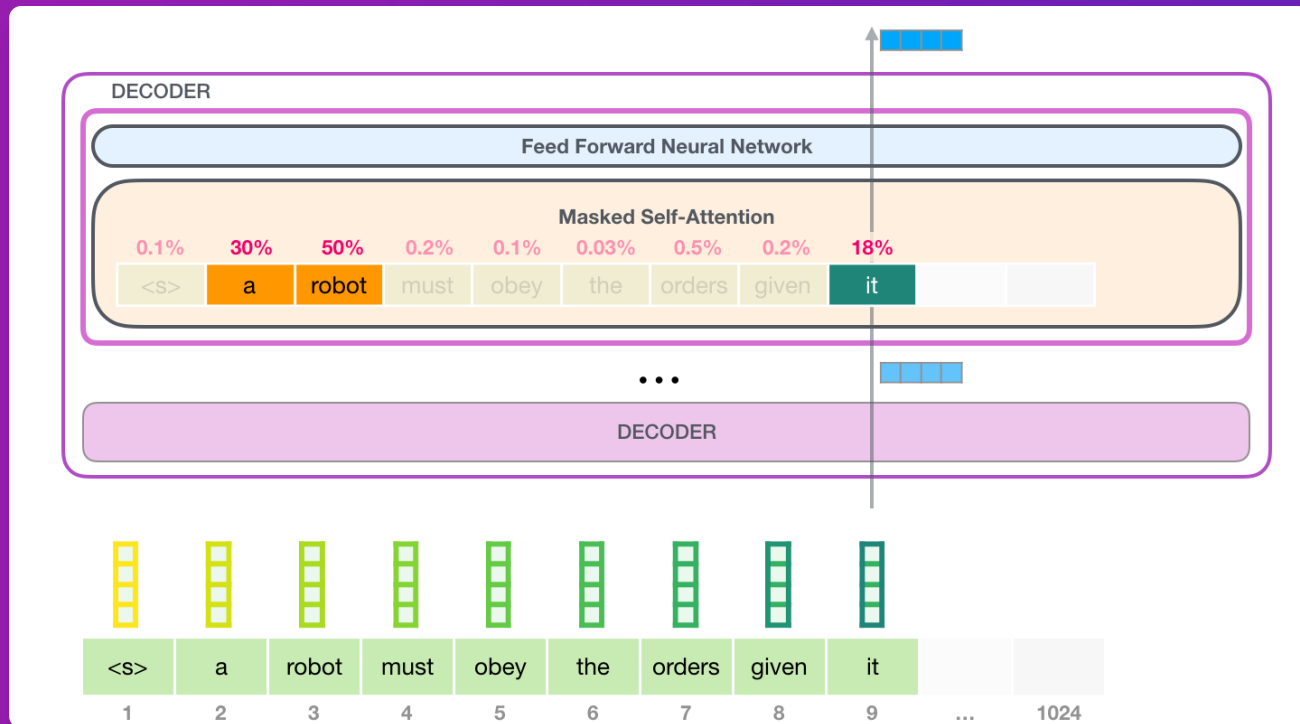 DECODER
Feed Forward Neural Network
Masked Self-Attention
0.1% 30% 50% 0.2% 0.1% 0.03% 0.5% 0.2% 18%
<s> a robot must obey the orders given it
...
DECODER
<s> a robot must obey the orders given it
1 2 3 4 5 6 7 8 9 ... 1024